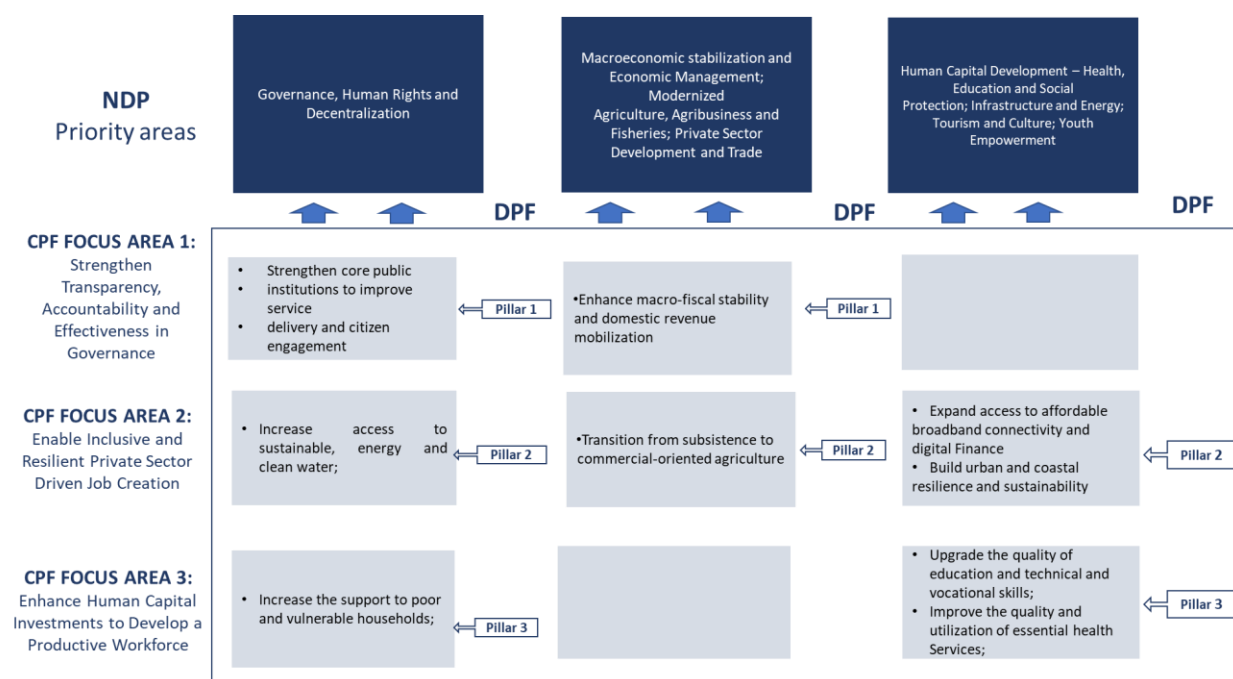 NDP
Priority areas
Governance, Human Rights and
Decentralization
Macroeconomic stabilization and
Economic Management;
Modernized
Agriculture, Agribusiness and
Fisheries; Private Sector
Development and Trade
Human Capital Development – Health,
Education and Social
Protection; Infrastructure and Energy;
Tourism and Culture; Youth
Empowerment
DPF
DPF
DPF
CPF FOCUS AREA 1:
Strengthen
Transparency,
Accountability and
Effectiveness in
Governance
• Strengthen core public
• institutions to improve
service
• delivery and citizen
engagement
Pillar 1
•Enhance macro-fiscal stability
and domestic revenue
mobilization
Pillar 1
CPF FOCUS AREA 2:
Enable Inclusive and
Resilient Private Sector
Driven Job Creation
• Increase access to
sustainable, energy and
clean water;
Pillar 2
•Transition from subsistence to
commercial-oriented agriculture
Pillar 2
• Expand access to affordable
broadband connectivity and
digital Finance
• Build urban and coastal
resilience and sustainability
Pillar 2
CPF FOCUS AREA 3:
Enhance Human Capital
Investments to Develop a
Productive Workforce
• Increase the support to poor
and vulnerable households;
Pillar 3
• Upgrade the quality of
education and technical and
vocational skills;
• Improve the quality and
utilization of essential health
Services;
Pillar 3